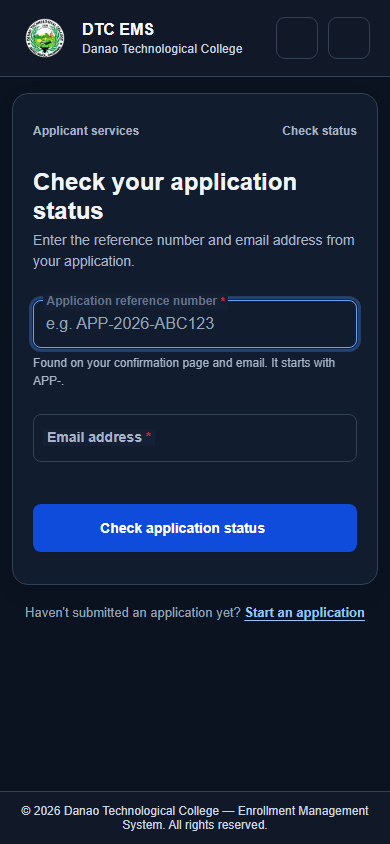 DTC EMS
Danao Technological College
Applicant services
Check status
Check your application
status
Enter the reference number and email address from
your application.
Application reference number *
e.g. APP-2026-ABC123
Found on your confirmation page and email. It starts with
APP-.
Email address *
Check application status
Haven't submitted an application yet? Start an application
© 2026 Danao Technological College — Enrollment Management
System. All rights reserved.